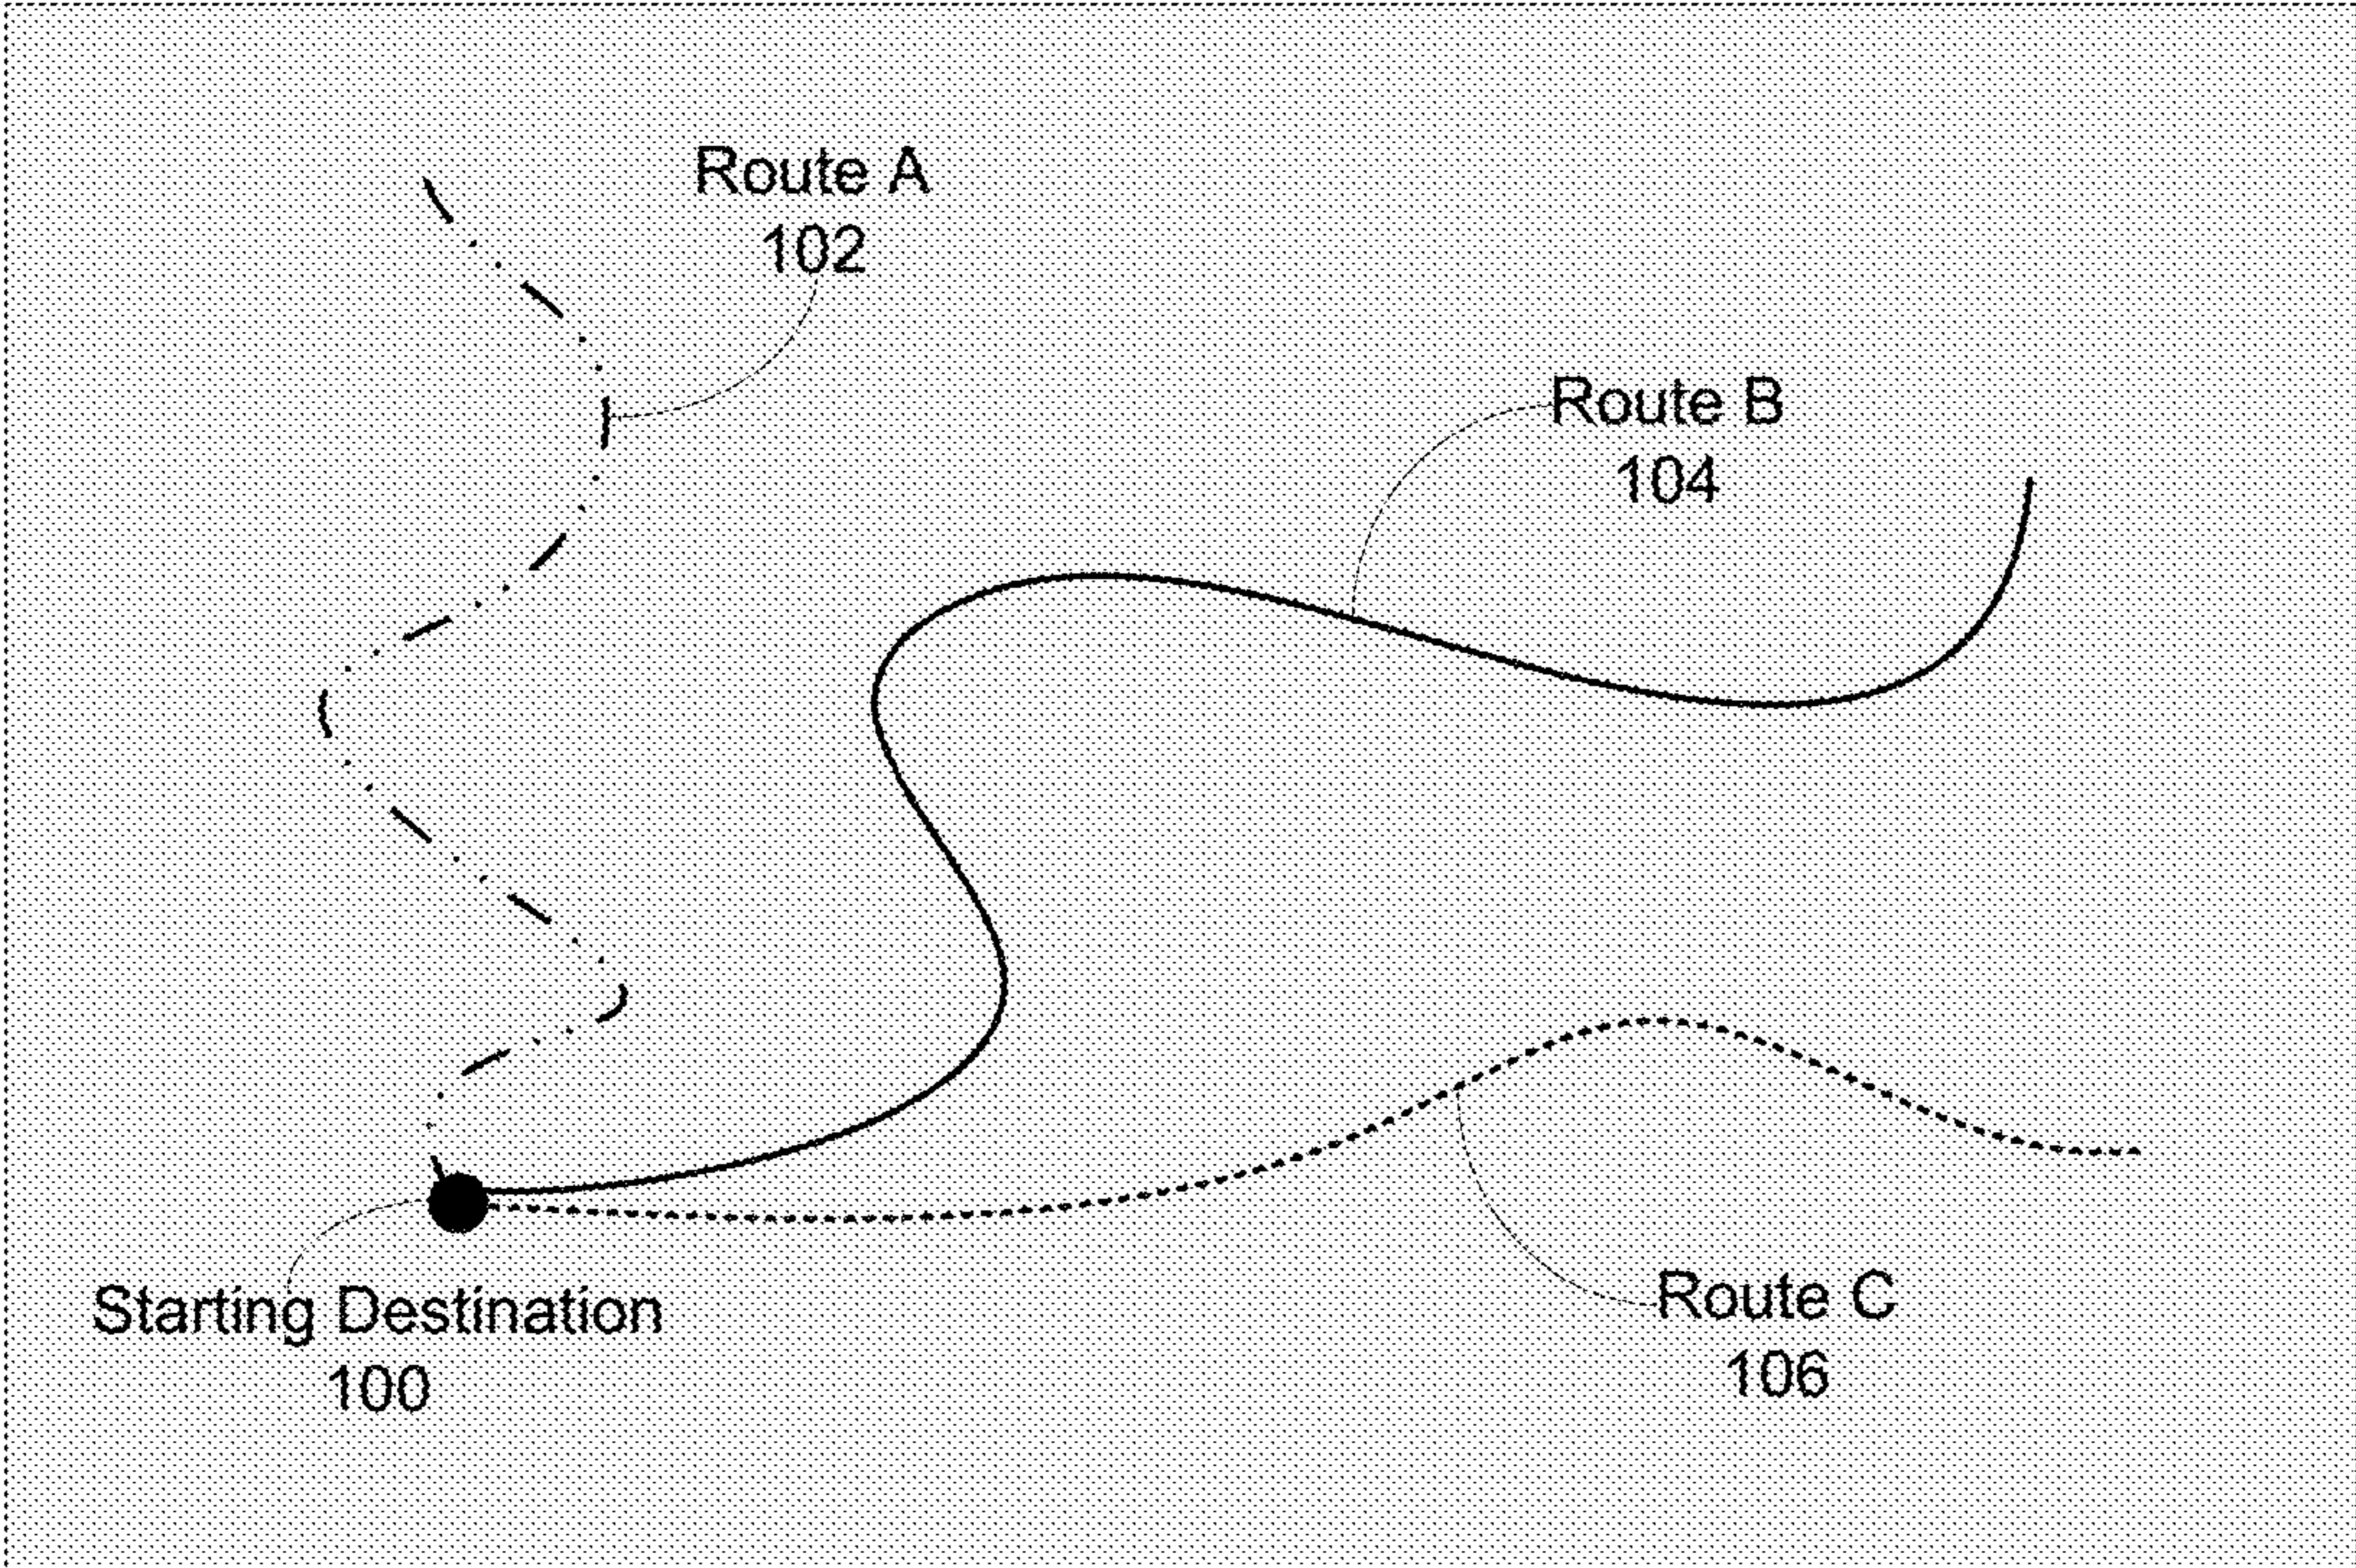 Route A
102
Route B
104
Starting Destination
100
Route C
106